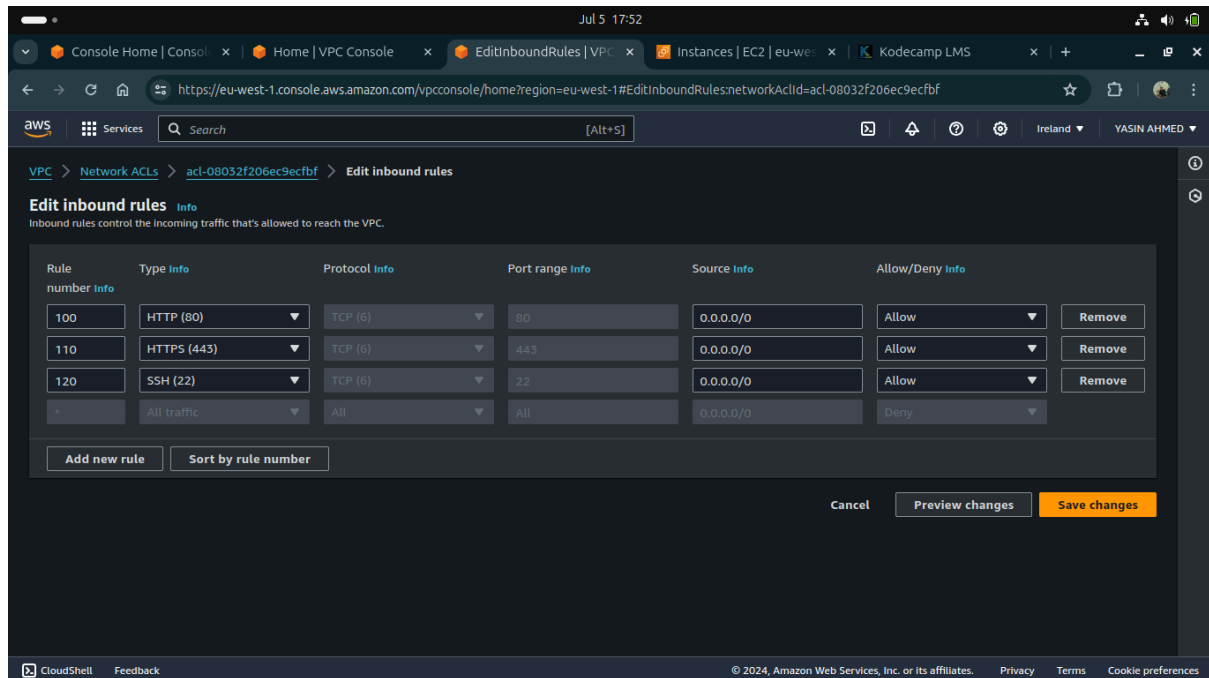 Jul 5 17:52
Console Home | Consol
Home | VPC Console
EditInboundRules | VPC
Instances | EC2 | eu-wes
Kodecamp LMS
https://eu-west-1.console.aws.amazon.com/vpcconsole/home?region=eu-west-1#EditInboundRules:networkAclId=acl-08032f206ec9ecfbf
aws Services Search [Alt+S] Ireland YASIN AHMED
VPC > Network ACLs > acl-08032f206ec9ecfbf > Edit inbound rules
Edit inbound rules Info
Inbound rules control the incoming traffic that's allowed to reach the VPC.
Rule number Info Type Info Protocol Info Port range Info Source Info Allow/Deny Info
100 HTTP (80) TCP (6) 80 0.0.0.0/0 Allow Remove
110 HTTPS (443) TCP (6) 443 0.0.0.0/0 Allow Remove
120 SSH (22) TCP (6) 22 0.0.0.0/0 Allow Remove
* All traffic All All 0.0.0.0/0 Deny
Add new rule Sort by rule number
Cancel Preview changes Save changes
CloudShell Feedback © 2024, Amazon Web Services, Inc. or its affiliates. Privacy Terms Cookie preferences